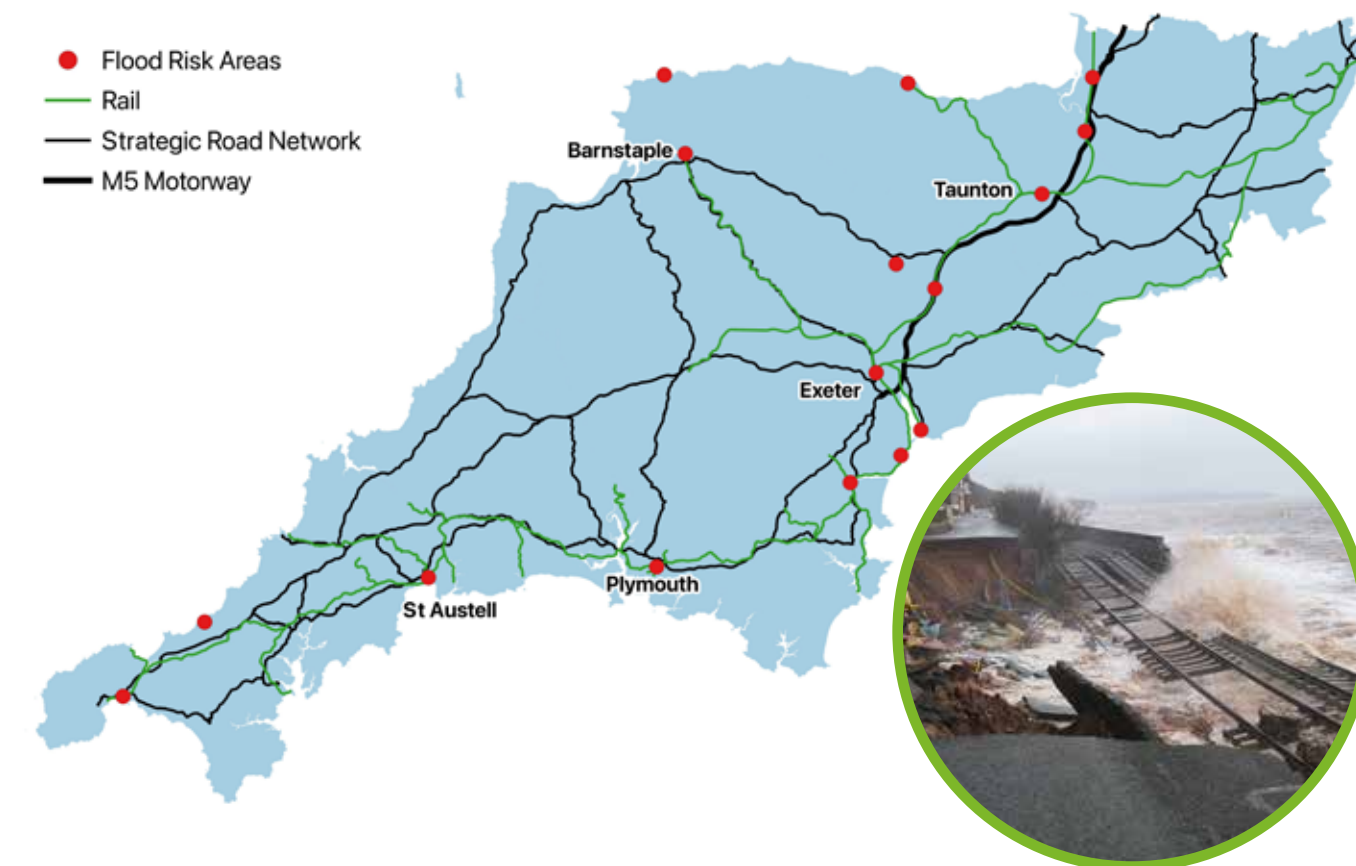 Flood Risk Areas
Rail
Strategic Road Network
M5 Motorway
Barnstaple
Taunton
Exeter
Plymouth
St Austell